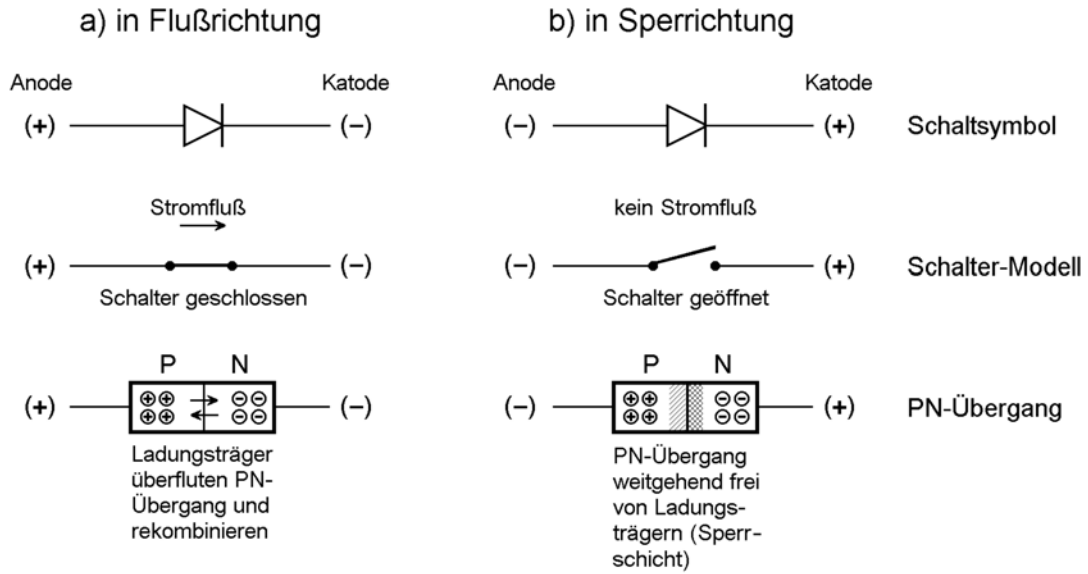 a) in Flußrichtung
b) in Sperrichtung
Anode
Katode
Anode
Katode
(+)
(−)
(−)
(+)
Schaltsymbol
Stromfluß
kein Stromfluß
(+)
(−)
(−)
(+)
Schalter-Modell
Schalter geschlossen
Schalter geöffnet
P
N
P
N
(+)
(−)
(−)
(+)
PN-Übergang
Ladungsträger
überfluten PN-
Übergang und
rekombinieren
PN-Übergang
weitgehend frei
von Ladungs-
trägern (Sperr-
schicht)